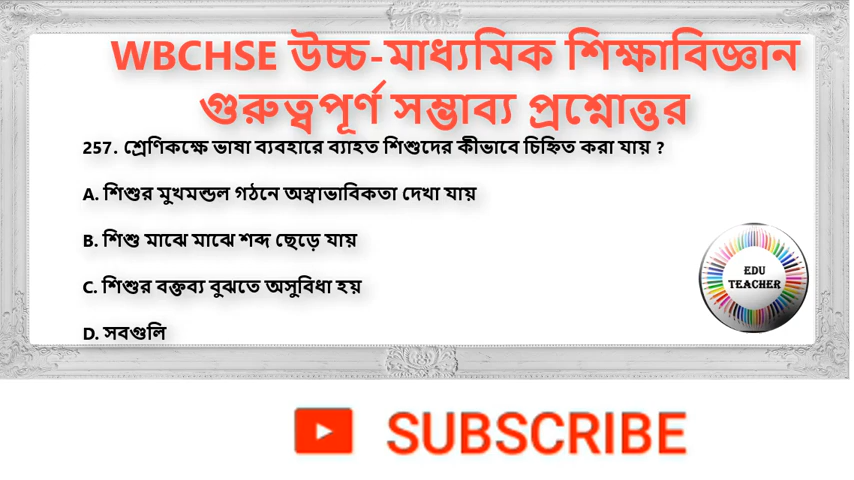 WBCHSE উচ্চ-মাধ্যমিক শিক্ষাবিজ্ঞান
গুরুত্বপূর্ণ সম্ভাব্য প্রশ্নোত্তর
257. শ্রেণিকক্ষে ভাষা ব্যবহারে ব্যাহত শিশুদের কীভাবে চিহ্নিত করা যায় ?
A. শিশুর মুখমন্ডল গঠনে অস্বাভাবিকতা দেখা যায়
B. শিশু মাঝে মাঝে শব্দ ছেড়ে যায়
C. শিশুর বক্তব্য বুঝতে অসুবিধা হয়
D. সবগুলি
EDU
TEACHER
SUBSCRIBE